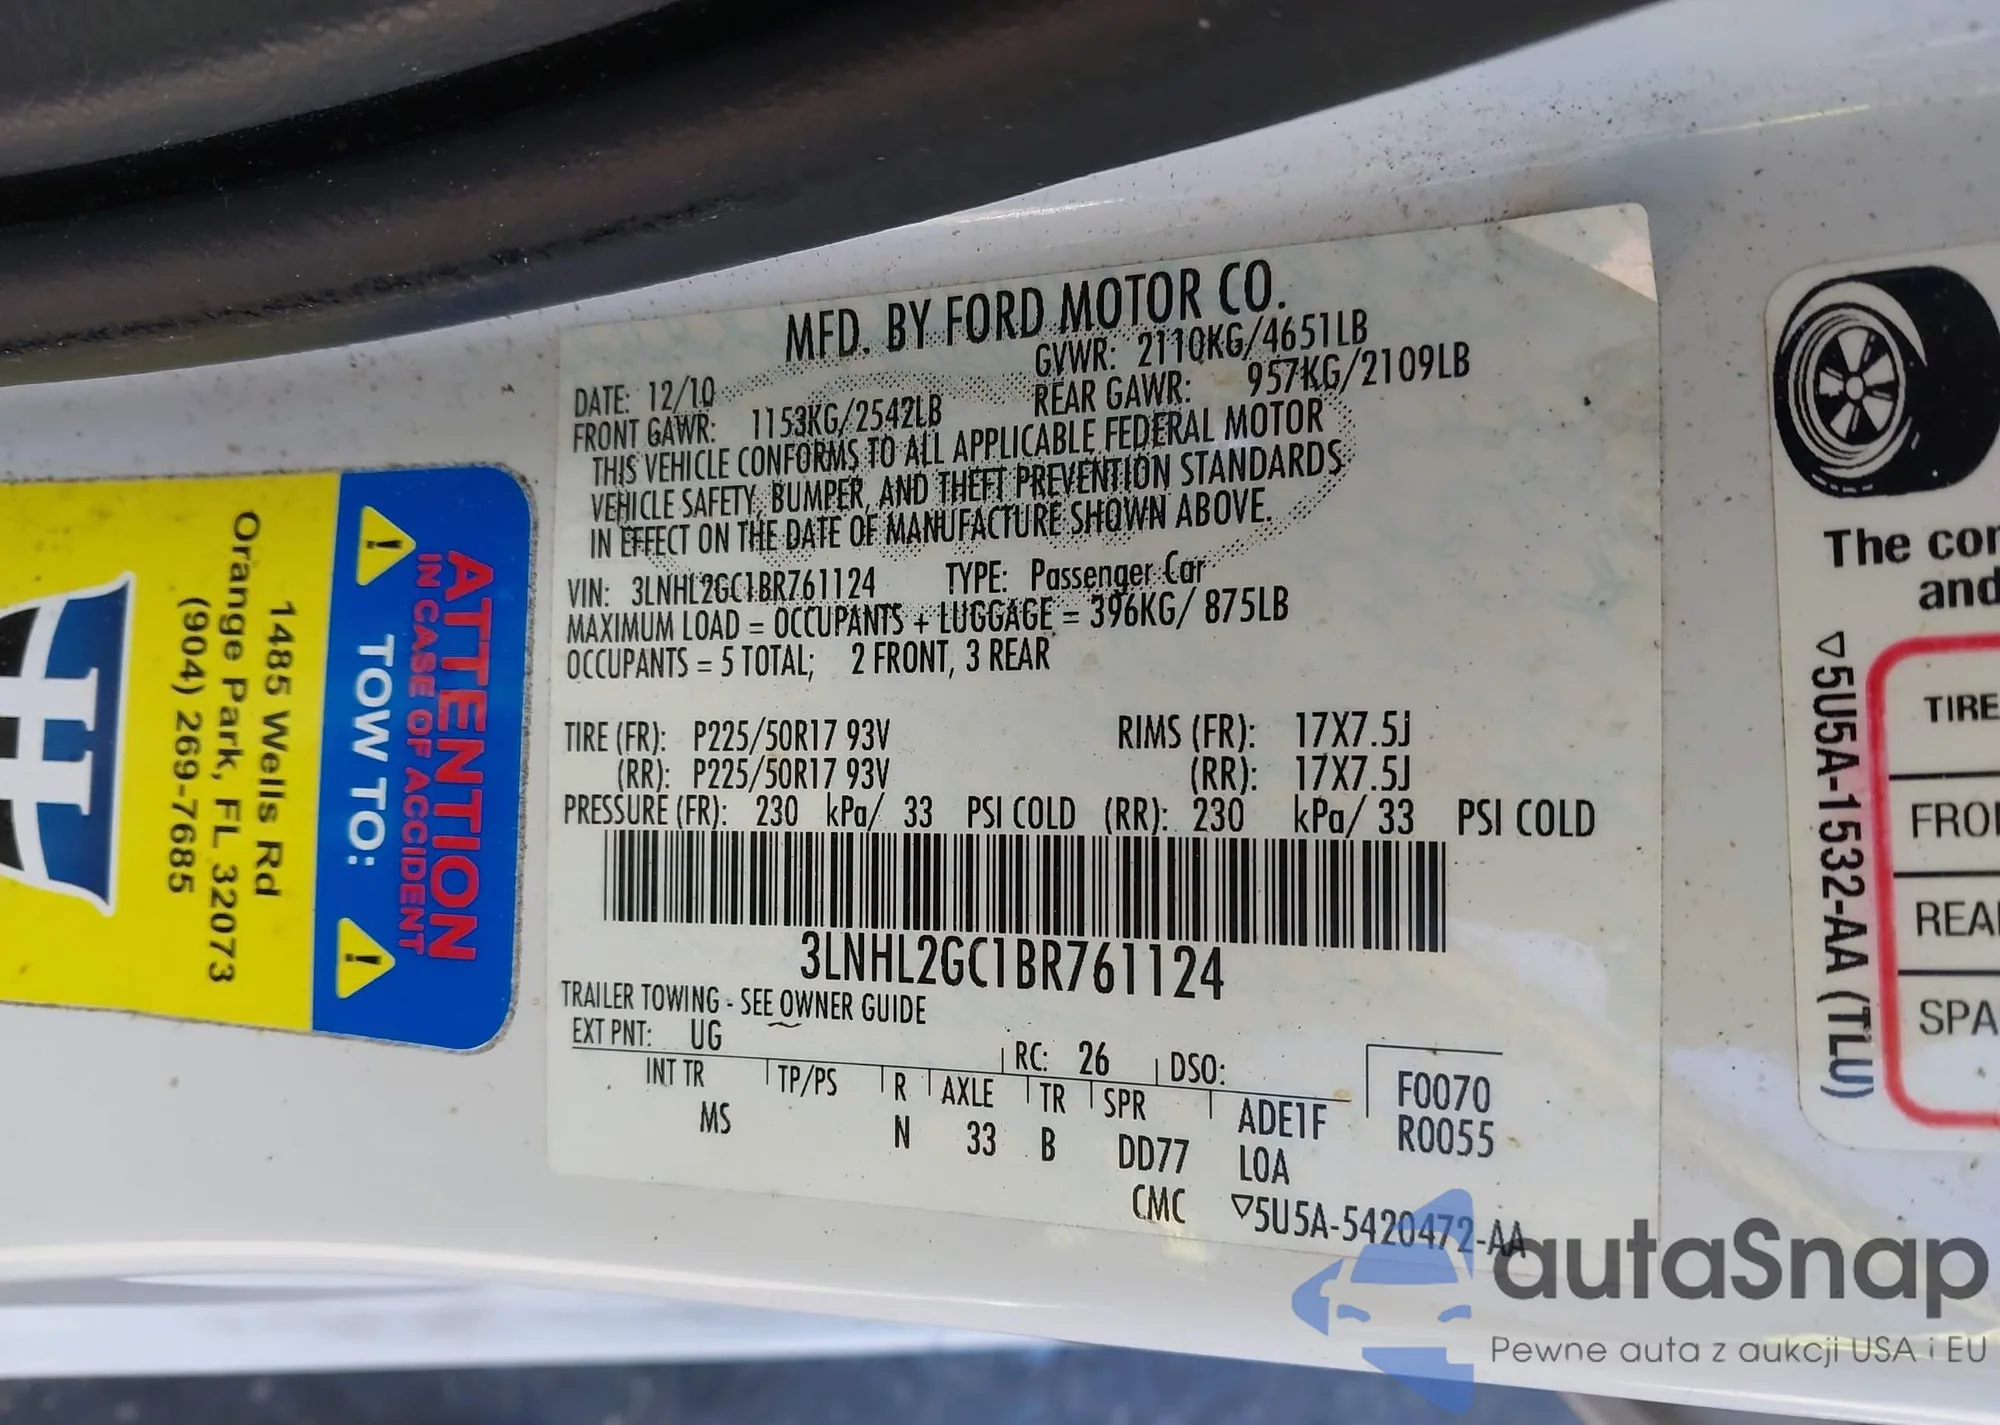 MFD. BY FORD MOTOR CO.
DATE: 12/10 GVWR: 2110KG/4651LB
FRONT GAWR: 1153KG/2542LB REAR GAWR: 957KG/2109LB
THIS VEHICLE CONFORMS TO ALL APPLICABLE FEDERAL MOTOR
VEHICLE SAFETY, BUMPER, AND THEFT PREVENTION STANDARDS
IN EFFECT ON THE DATE OF MANUFACTURE SHOWN ABOVE.
VIN: 3LNHL2GC1BR761124 TYPE: Passenger Car
MAXIMUM LOAD = OCCUPANTS + LUGGAGE = 396KG/ 875LB
OCCUPANTS = 5 TOTAL; 2 FRONT, 3 REAR
TIRE (FR): P225/50R17 93V RIMS (FR): 17X7.5J
(RR): P225/50R17 93V (RR): 17X7.5J
PRESSURE (FR): 230 kPa/ 33 PSI COLD (RR): 230 kPa/ 33 PSI COLD
3LNHL2GC1BR761124
TRAILER TOWING - SEE OWNER GUIDE
EXT PNT: UG RC: 26 DSO:
INT TR TP/PS R AXLE TR SPR ADE1F F0070
MS N 33 B DD77 LOA R0055
CMC ▽5U5A-5420472-AA
ATTENTION
IN CASE OF ACCIDENT
TOW TO:
1485 Wells Rd
Orange Park, FL 32073
(904) 269-7685
H
The
and
▽5U5A-1532-AA (TLU)
TIRE
autaSnap
Pewne auta z aukcji USA i EU